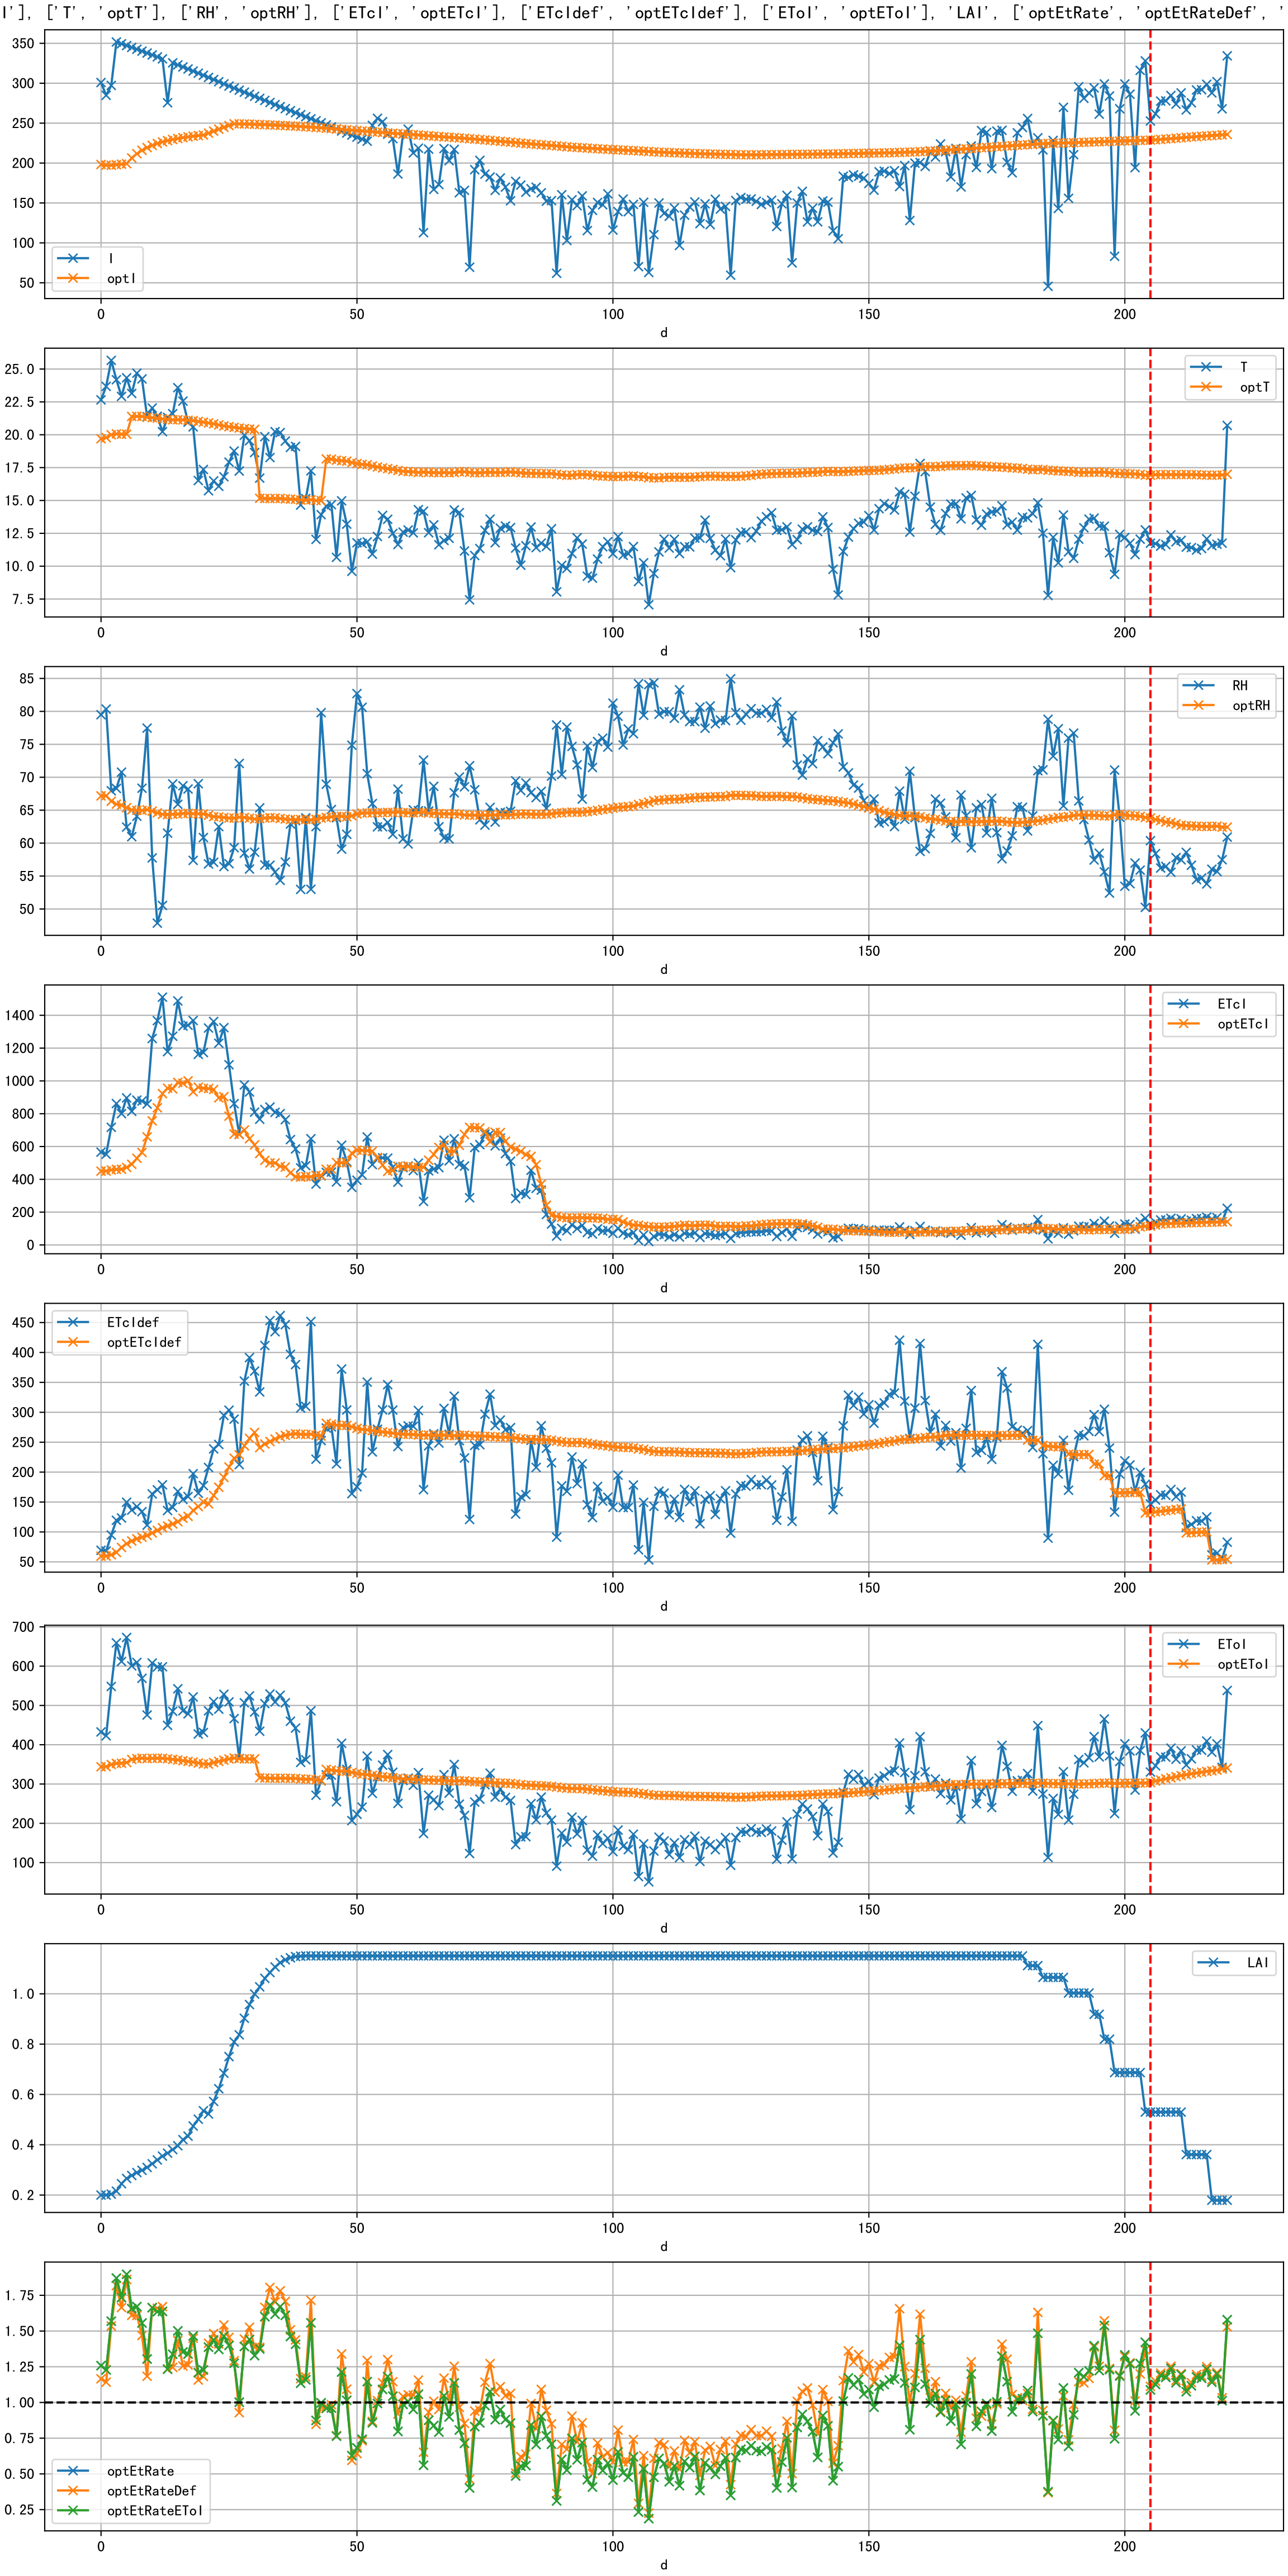 I'], ['T', 'optT'], ['RH', 'optRH'], ['ETcI', 'optETcI'], ['ETcIdef', 'optETcIdef'], ['EToI', 'optEToI'], 'LAI', ['optEtRate', 'optEtRateDef', '
350
300
250
200
150
100
50
I
optI
0 50 100 150 200
d
25.0
22.5
20.0
17.5
15.0
12.5
10.0
7.5
T
optT
0 50 100 150 200
d
85
80
75
70
65
60
55
50
RH
optRH
0 50 100 150 200
d
1400
1200
1000
800
600
400
200
0
ETcI
optETcI
0 50 100 150 200
d
450
400
350
300
250
200
150
100
50
ETcIdef
optETcIdef
0 50 100 150 200
d
700
600
500
400
300
200
100
EToI
optEToI
0 50 100 150 200
d
1.0
0.8
0.6
0.4
0.2
LAI
0 50 100 150 200
d
1.75
1.50
1.25
1.00
0.75
0.50
0.25
optEtRate
optEtRateDef
optEtRateEToI
0 50 100 150 200
d